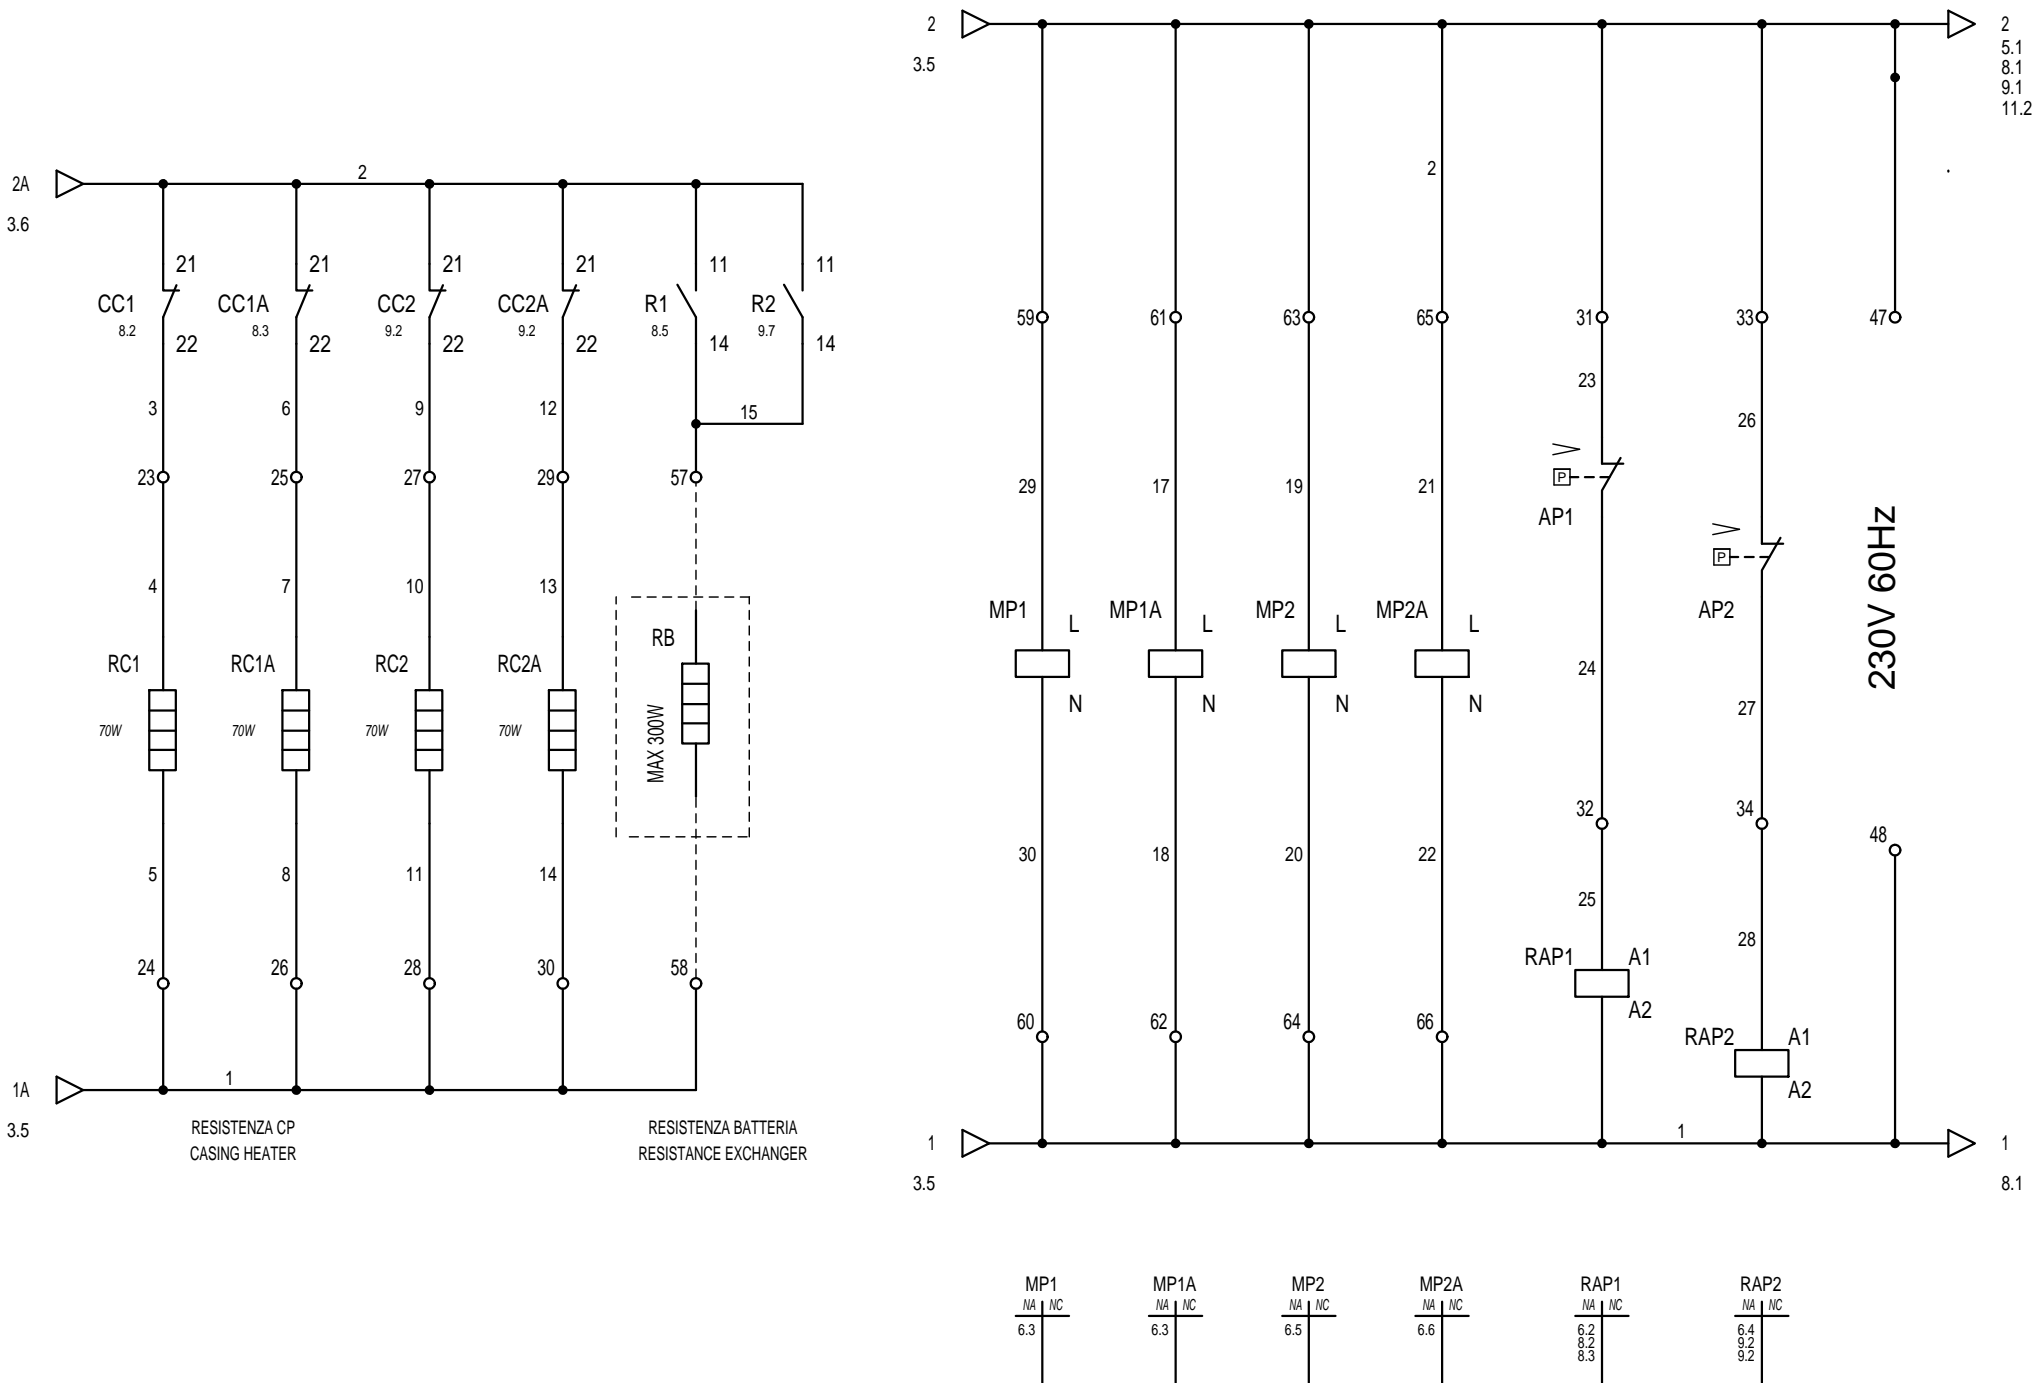 2
2
3.5
5.1
8.1
9.1
11.2
2A
2
2
3.6
21
21
21
21
11
11
CC1
CC1A
CC2
CC2A
R1
R2
8.2
8.3
9.2
9.2
8.5
9.7
22
22
22
22
14
14
59
61
63
65
31
33
47
3
6
9
12
15
23
26
23
25
27
29
57
29
17
19
21
P
AP1
P
230V 60Hz
4
7
10
13
MP1
L
MP1A
L
MP2
L
MP2A
L
AP2
RC1
RC1A
RC2
RC2A
RB
24
70W
70W
70W
70W
MAX 300W
N
N
N
N
27
32
34
48
5
8
11
14
30
18
20
22
25
28
24
26
28
30
58
RAP1
A1
A2
60
62
64
66
RAP2
A1
A2
1A
1
3.5
RESISTENZA CP
CASING HEATER
RESISTENZA BATTERIA
RESISTANCE EXCHANGER
1
1
1
3.5
8.1
MP1
MP1A
MP2
MP2A
RAP1
RAP2
NA NC
NA NC
NA NC
NA NC
NA NC
NA NC
6.3
6.3
6.5
6.6
6.2
8.2
8.3
6.4
9.2
9.2